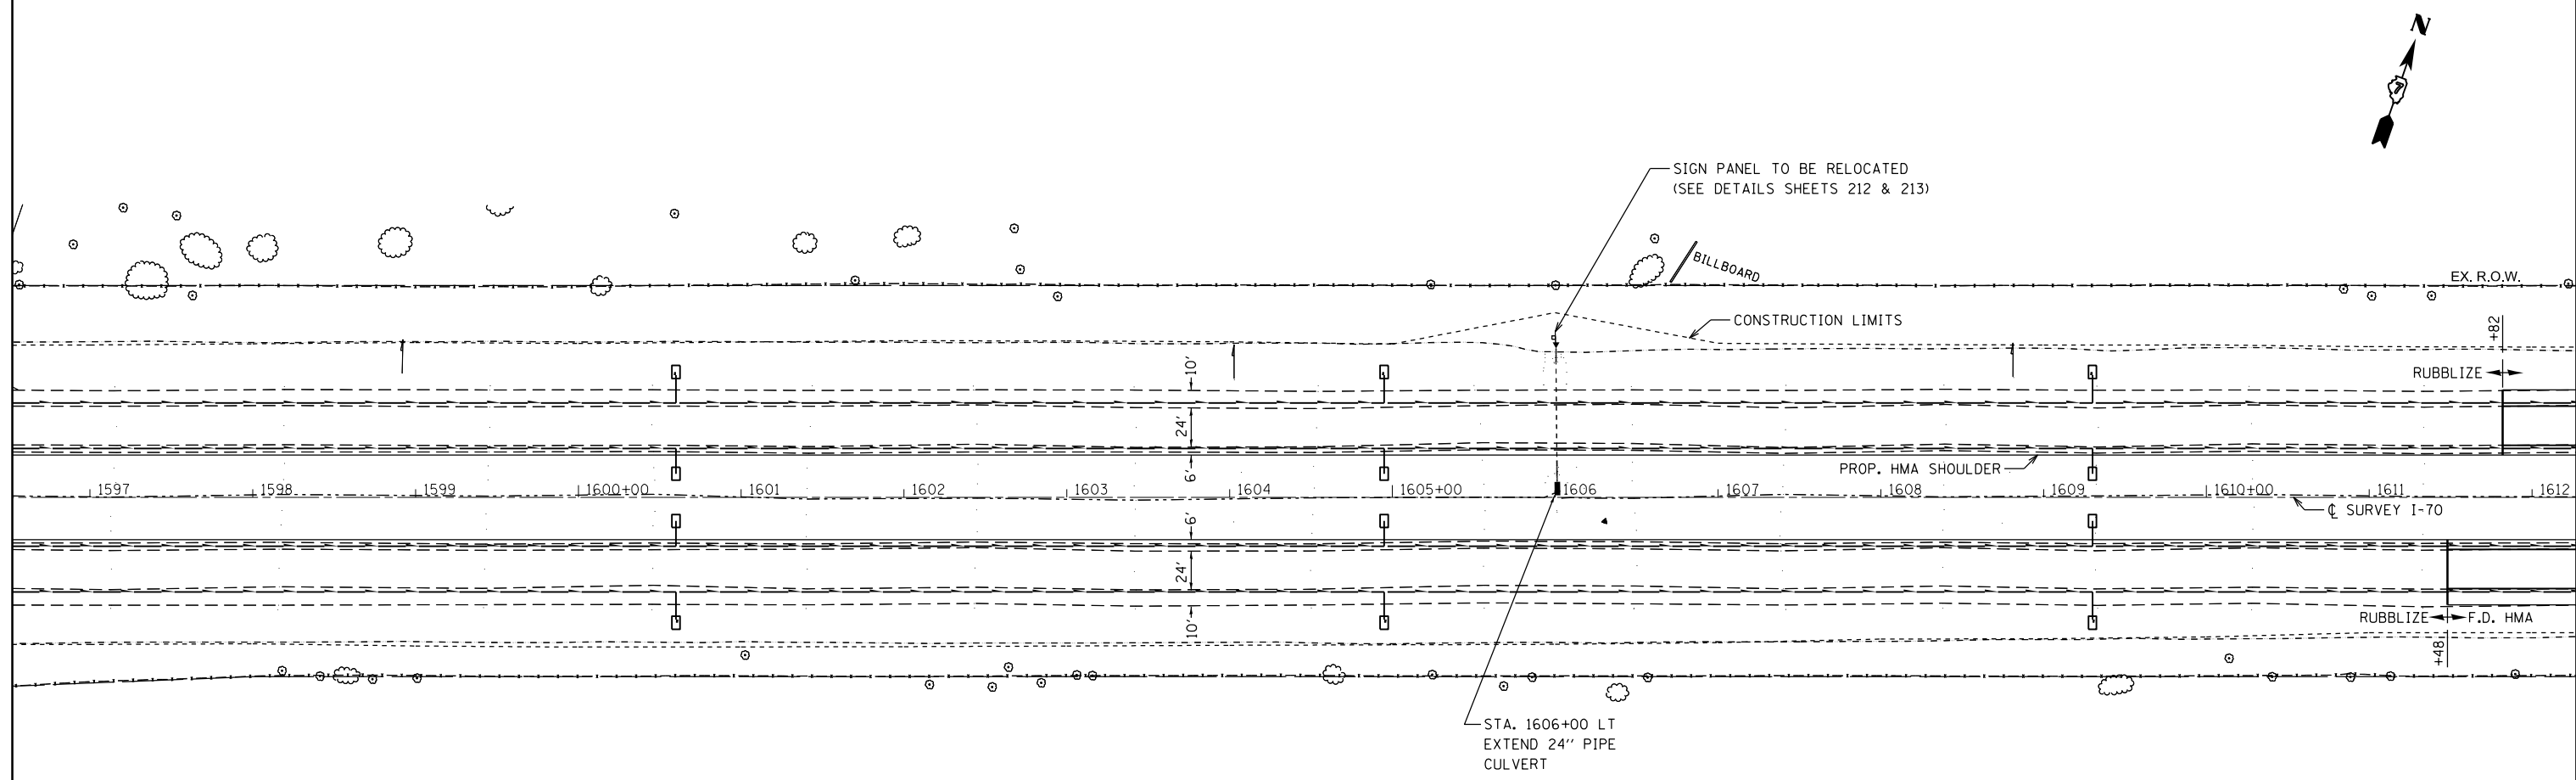 N
7
SIGN PANEL TO BE RELOCATED
(SEE DETAILS SHEETS 212 & 213)
BILLBOARD
EX. R.O.W.
CONSTRUCTION LIMITS
+82
RUBBLIZE
10'
24'
6'
PROP. HMA SHOULDER
1597 1598 1599 1600+00 1601 1602 1603 1604 1605+00 1606 1607 1608 1609 1610+00 1611 1612
℄ SURVEY I-70
6'
24'
10'
RUBBLIZE F.D. HMA
+48
STA. 1606+00 LT
EXTEND 24" PIPE
CULVERT